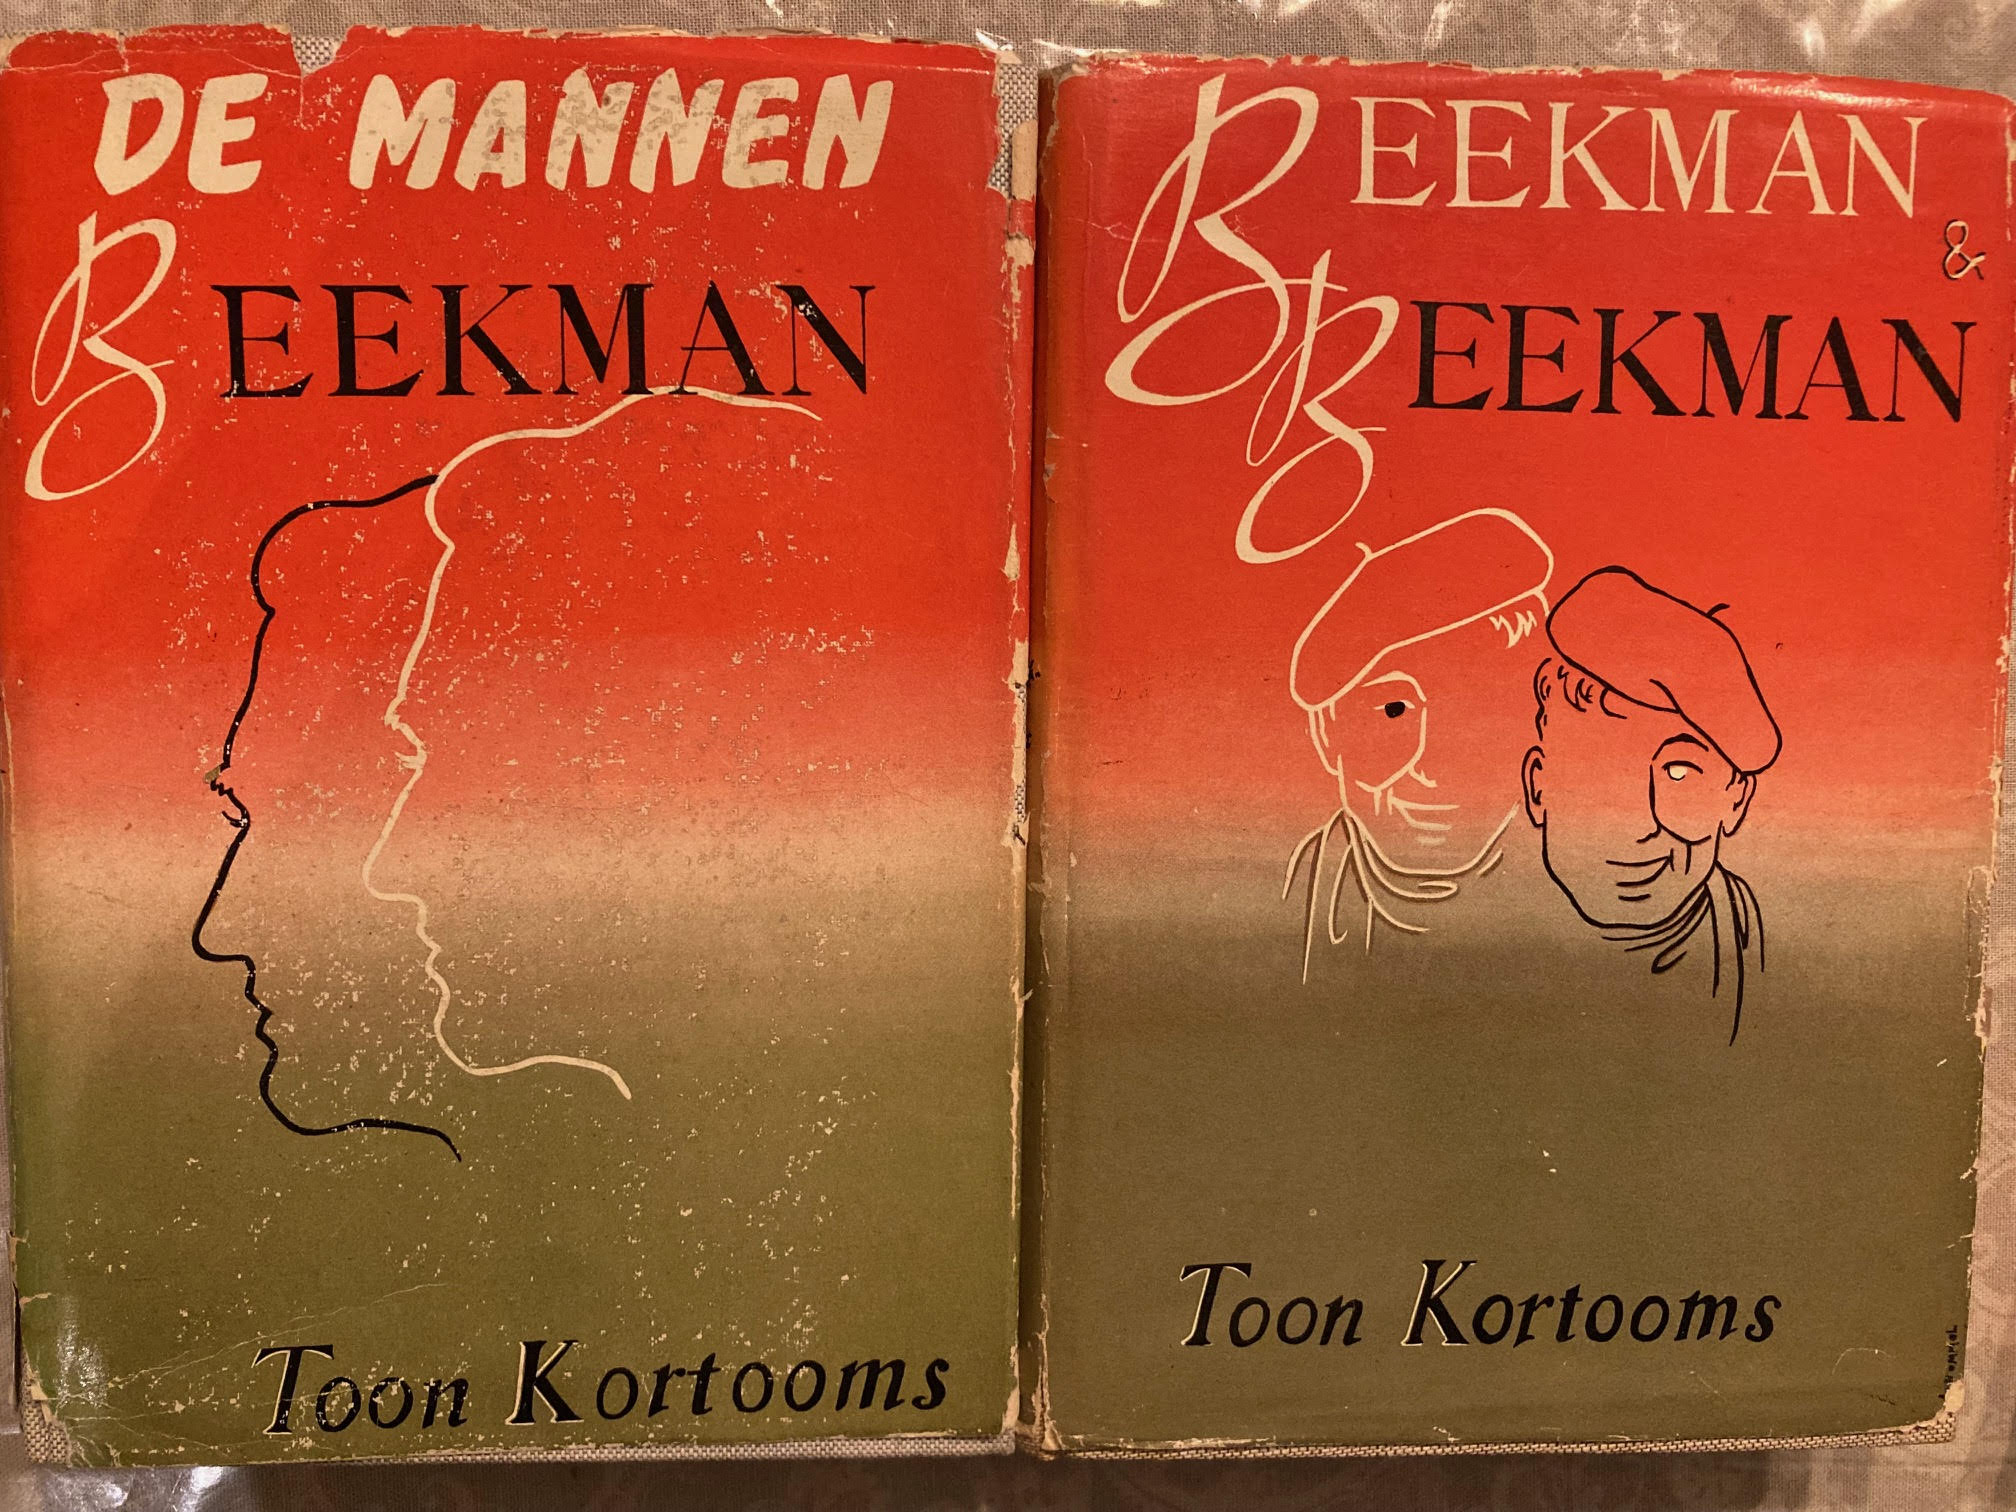 DE MANNEN
BEEKMAN
Toon Kortooms
BEEKMAN
&
BEEKMAN
Toon Kortooms